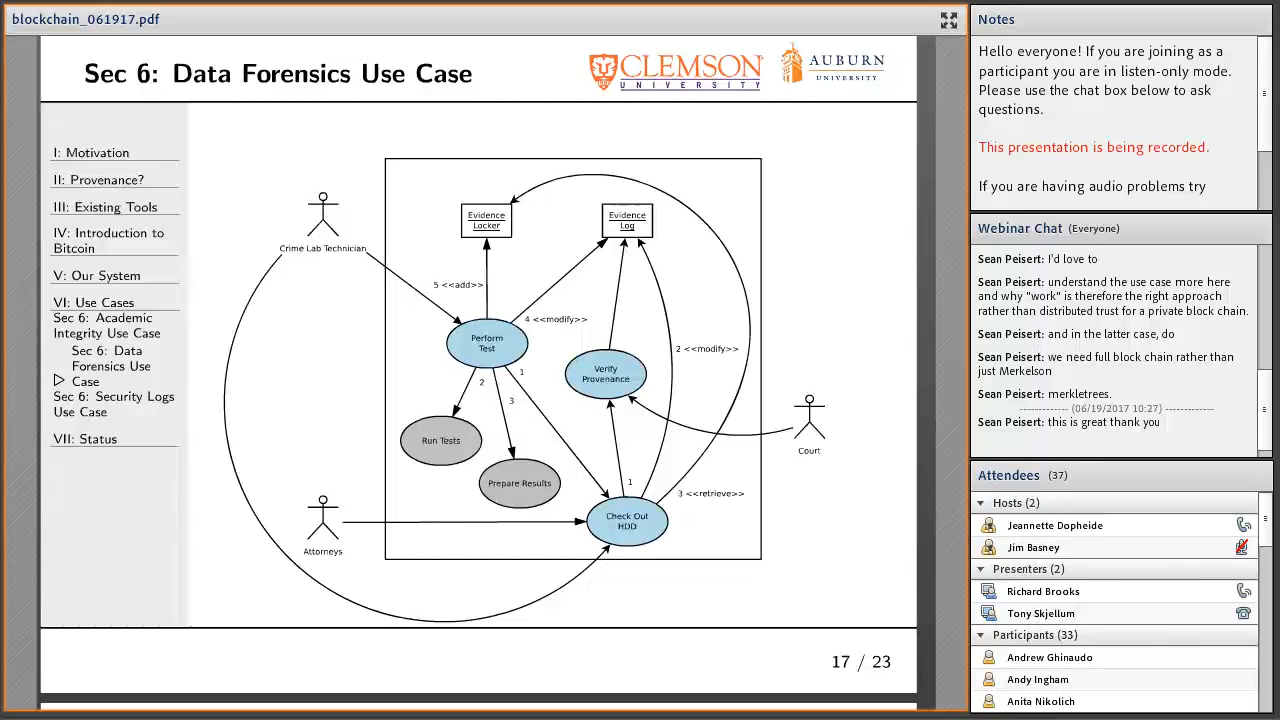 blockchain_061917.pdf
Sec 6: Data Forensics Use Case
CLEMSON
UNIVERSITY
AUBURN
UNIVERSITY
I: Motivation
II: Provenance?
III: Existing Tools
IV: Introduction to
Bitcoin
V: Our System
VI: Use Cases
Sec 6: Academic
Integrity Use Case
Sec 6: Data
Forensics Use
Case
Sec 6: Security Logs
Use Case
VII: Status
Crime Lab Technician
Evidence
Locker
Evidence
Log
5 <<add>>
4 <<modify>>
Perform
Test
2 <<modify>>
Verify
Provenance
1
2
3
Run Tests
Court
Prepare Results
1
3 <<retrieve>>
Check Out
HDD
Attorneys
17 / 23
Notes
Hello everyone! If you are joining as a
participant you are in listen-only mode.
Please use the chat box below to ask
questions.
This presentation is being recorded.
If you are having audio problems try
Webinar Chat (Everyone)
Sean Peisert: I'd love to
Sean Peisert: understand the use case more here
and why "work" is therefore the right approach
rather than distributed trust for a private blockchain.
Sean Peisert: and in the latter case, do
Sean Peisert: we need full block chain rather than
just Merkelson
Sean Peisert: merkletrees.
------------- (06/19/2017 10:27) -------------
Sean Peisert: this is great thank you
Attendees (37)
Hosts (2)
Jeannette Dopheide
Jim Basney
Presenters (2)
Richard Brooks
Tony Skjellum
Participants (33)
Andrew Ghinaudo
Andy Ingham
Anita Nikolich